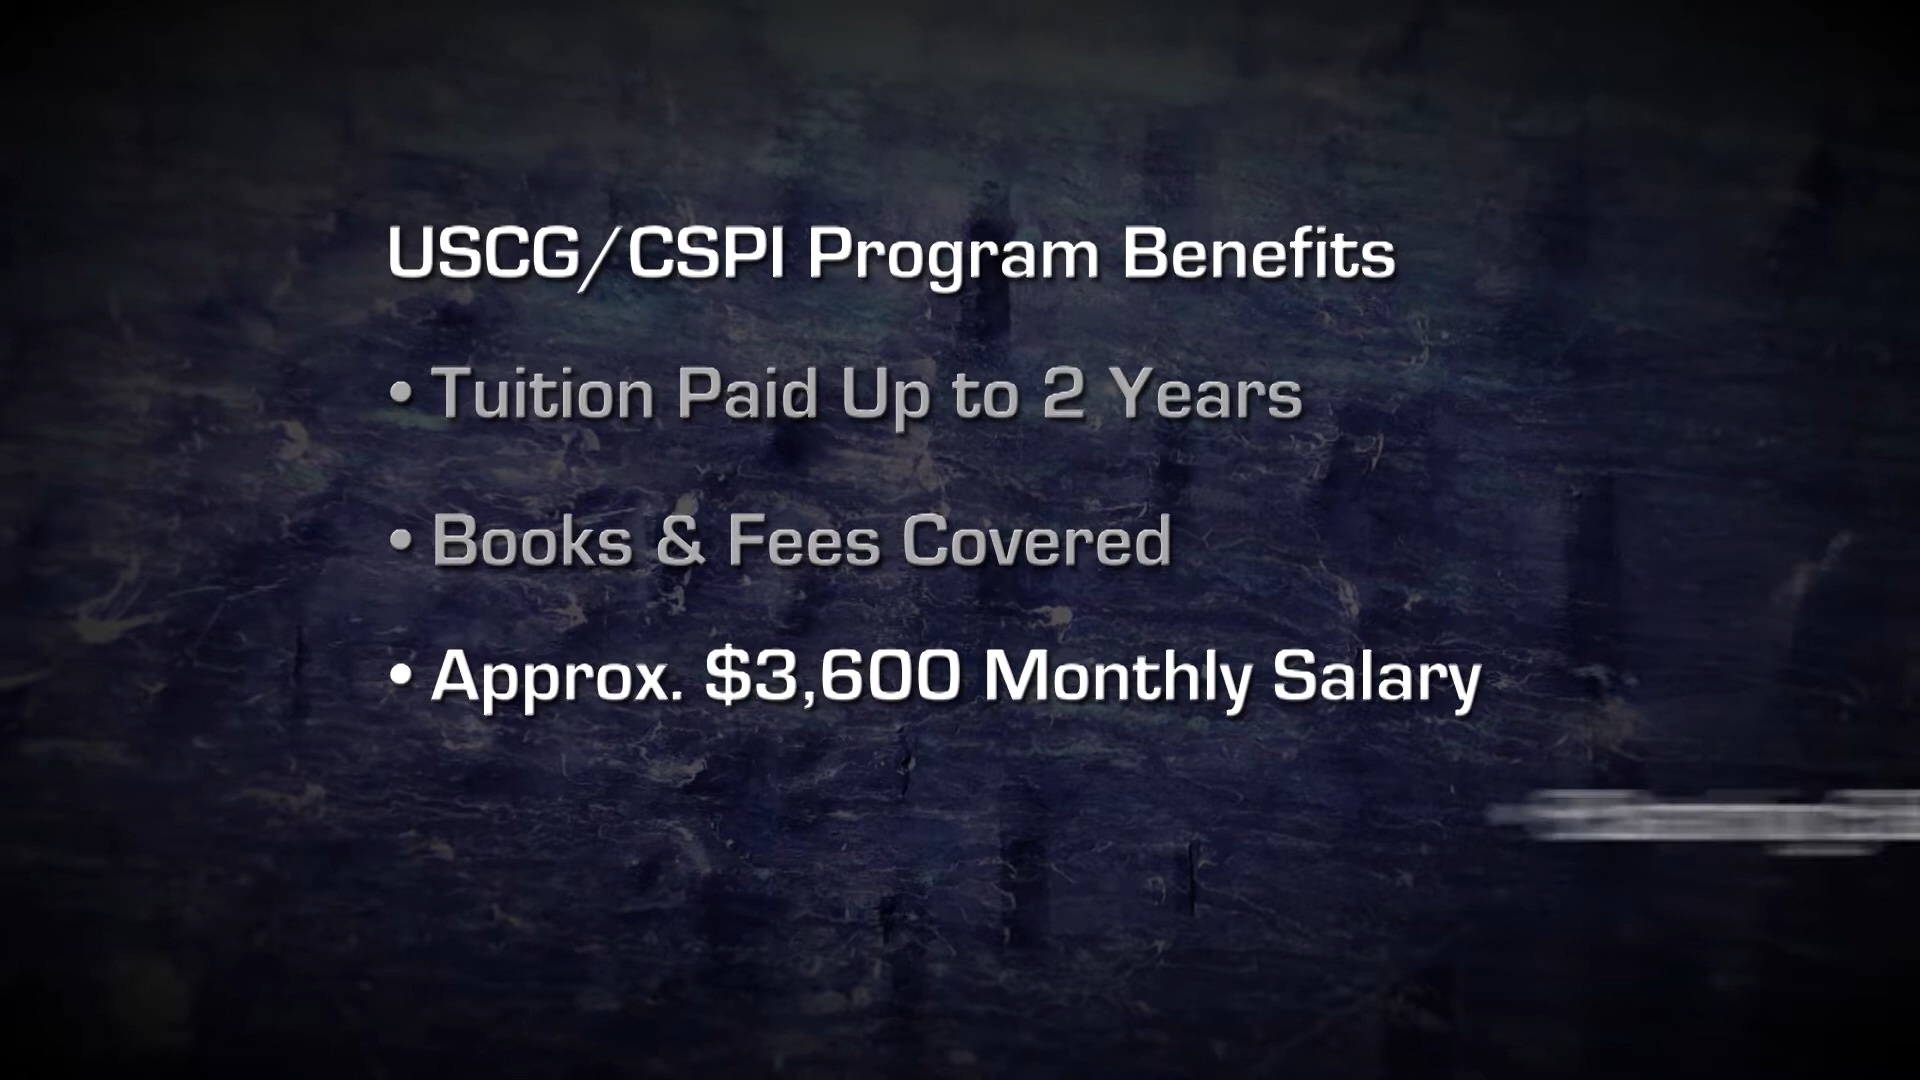 USCG/CSPI Program Benefits
• Tuition Paid Up to 2 Years
• Books & Fees Covered
• Approx. $3,600 Monthly Salary